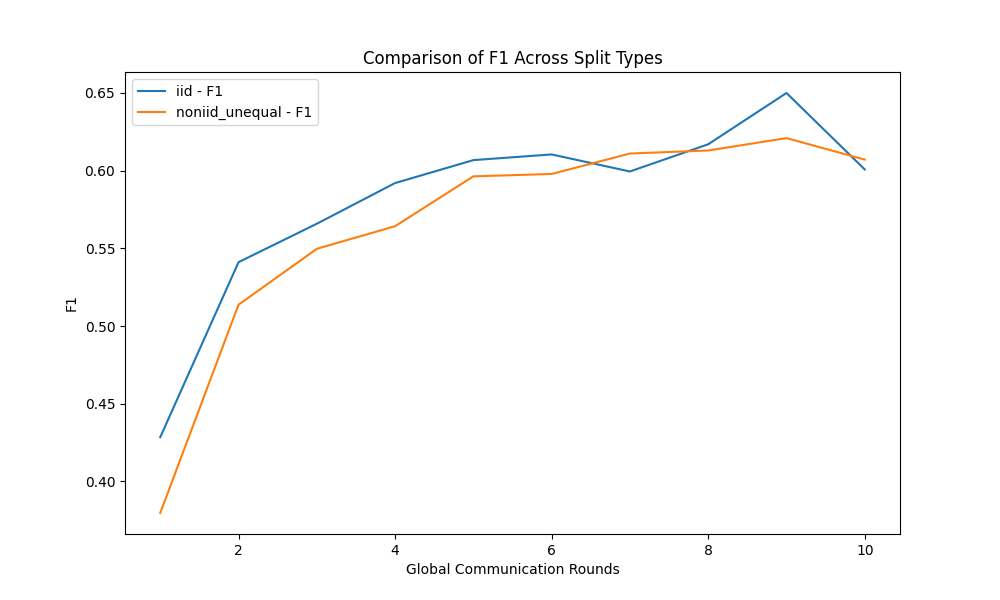 Comparison of F1 Across Split Types
iid - F1
noniid_unequal - F1
0.65
0.60
0.55
0.50
0.45
0.40
F1
2 4 6 8 10
Global Communication Rounds